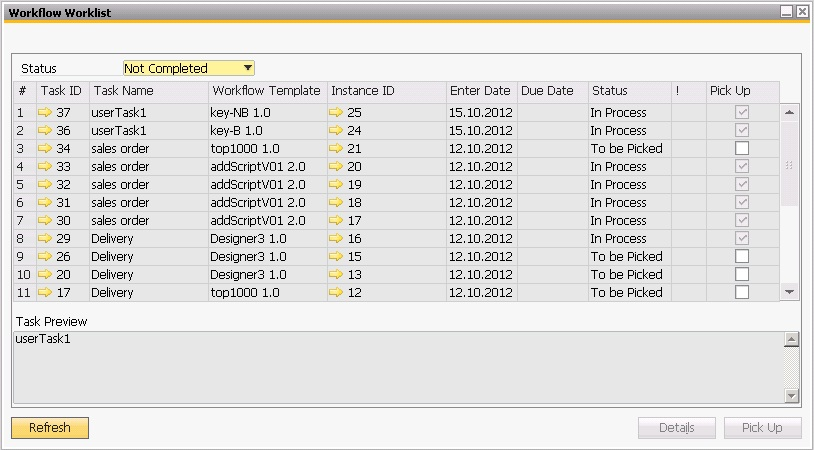 Workflow Worklist
Status Not Completed
# Task ID Task Name Workflow Template Instance ID Enter Date Due Date Status ! Pick Up
1 37 userTask1 key-NB 1.0 25 15.10.2012 In Process
2 36 userTask1 key-B 1.0 24 15.10.2012 In Process
3 34 sales order top1000 1.0 21 12.10.2012 To be Picked
4 33 sales order addScriptV01 2.0 20 12.10.2012 In Process
5 32 sales order addScriptV01 2.0 19 12.10.2012 In Process
6 31 sales order addScriptV01 2.0 18 12.10.2012 In Process
7 30 sales order addScriptV01 2.0 17 12.10.2012 In Process
8 29 Delivery Designer3 1.0 16 12.10.2012 In Process
9 26 Delivery Designer3 1.0 15 12.10.2012 To be Picked
10 20 Delivery Designer3 1.0 13 12.10.2012 To be Picked
11 17 Delivery top1000 1.0 12 12.10.2012 To be Picked
Task Preview
userTask1
Refresh Details Pick Up